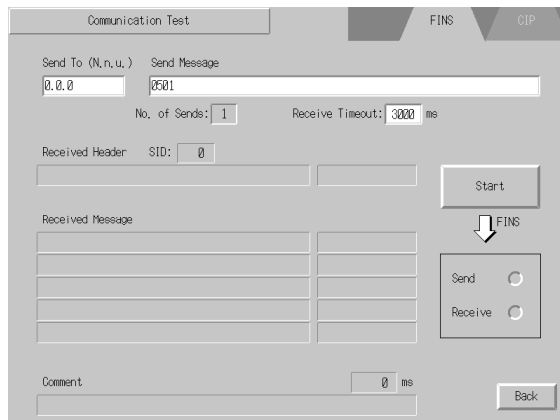 Communication Test
FINS
CIP
Send To (N.n.u.) Send Message
0.0.0 0501
No. of Sends: 1 Receive Timeout: 3000 ms
Received Header SID: 0
Start
FINS
Received Message
Send
Receive
Comment 0 ms
Back